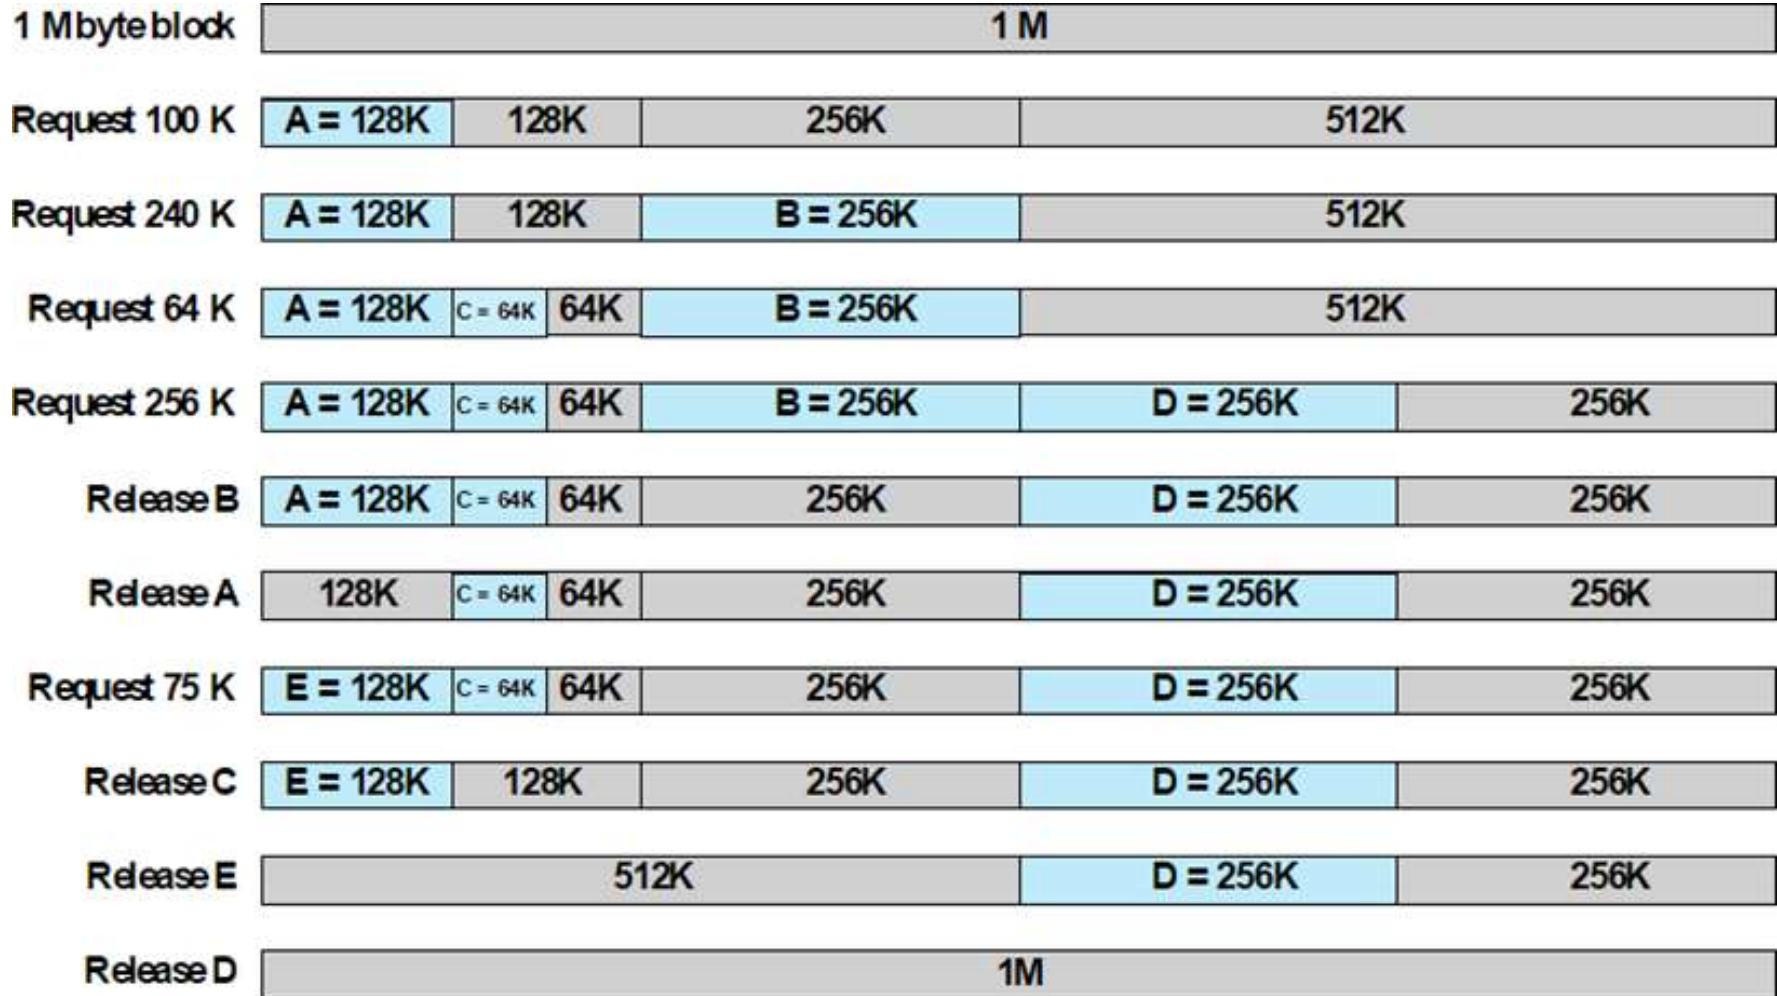 1 Mbyte block 1 M
Request 100 K A = 128K 128K 256K 512K
Request 240 K A = 128K 128K B = 256K 512K
Request 64 K A = 128K C = 64K 64K B = 256K 512K
Request 256 K A = 128K C = 64K 64K B = 256K D = 256K 256K
Release B A = 128K C = 64K 64K 256K D = 256K 256K
Release A 128K C = 64K 64K 256K D = 256K 256K
Request 75 K E = 128K C = 64K 64K 256K D = 256K 256K
Release C E = 128K 128K 256K D = 256K 256K
Release E 512K D = 256K 256K
Release D 1M